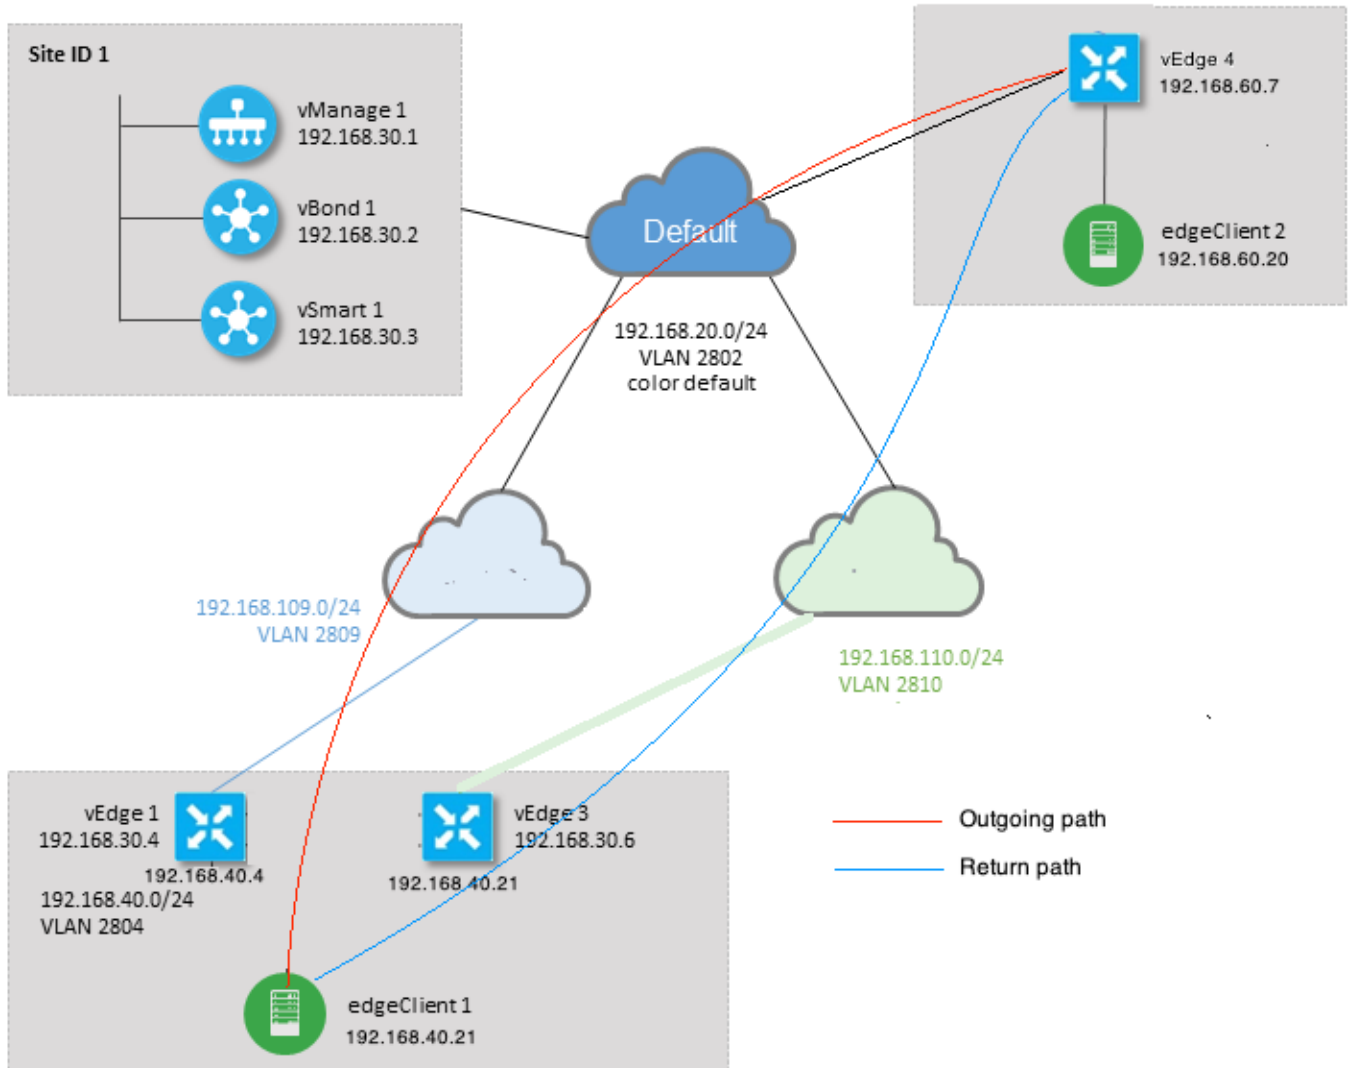 Site ID 1
vManage 1
192.168.30.1
vBond 1
192.168.30.2
vSmart 1
192.168.30.3
Default
192.168.20.0/24
VLAN 2802
color default
vEdge 4
192.168.60.7
edgeClient 2
192.168.60.20
192.168.109.0/24
VLAN 2809
192.168.110.0/24
VLAN 2810
vEdge 1
192.168.30.4
192.168.40.4
192.168.40.0/24
VLAN 2804
vEdge 3
192.168.30.6
192.168.40.21
edgeClient 1
192.168.40.21
Outgoing path
Return path